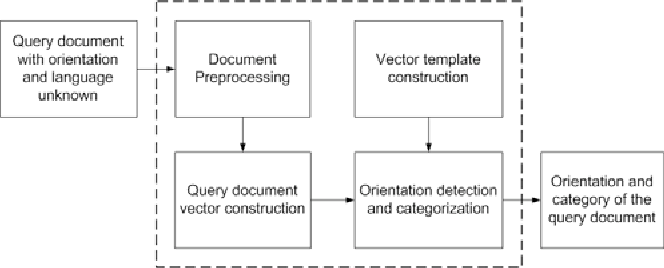 Query document
with orientation
and language
unknown
Document
Preprocessing
Vector template
construction
Query document
vector construction
Orientation detection
and categorization
Orientation and
category of the
query document